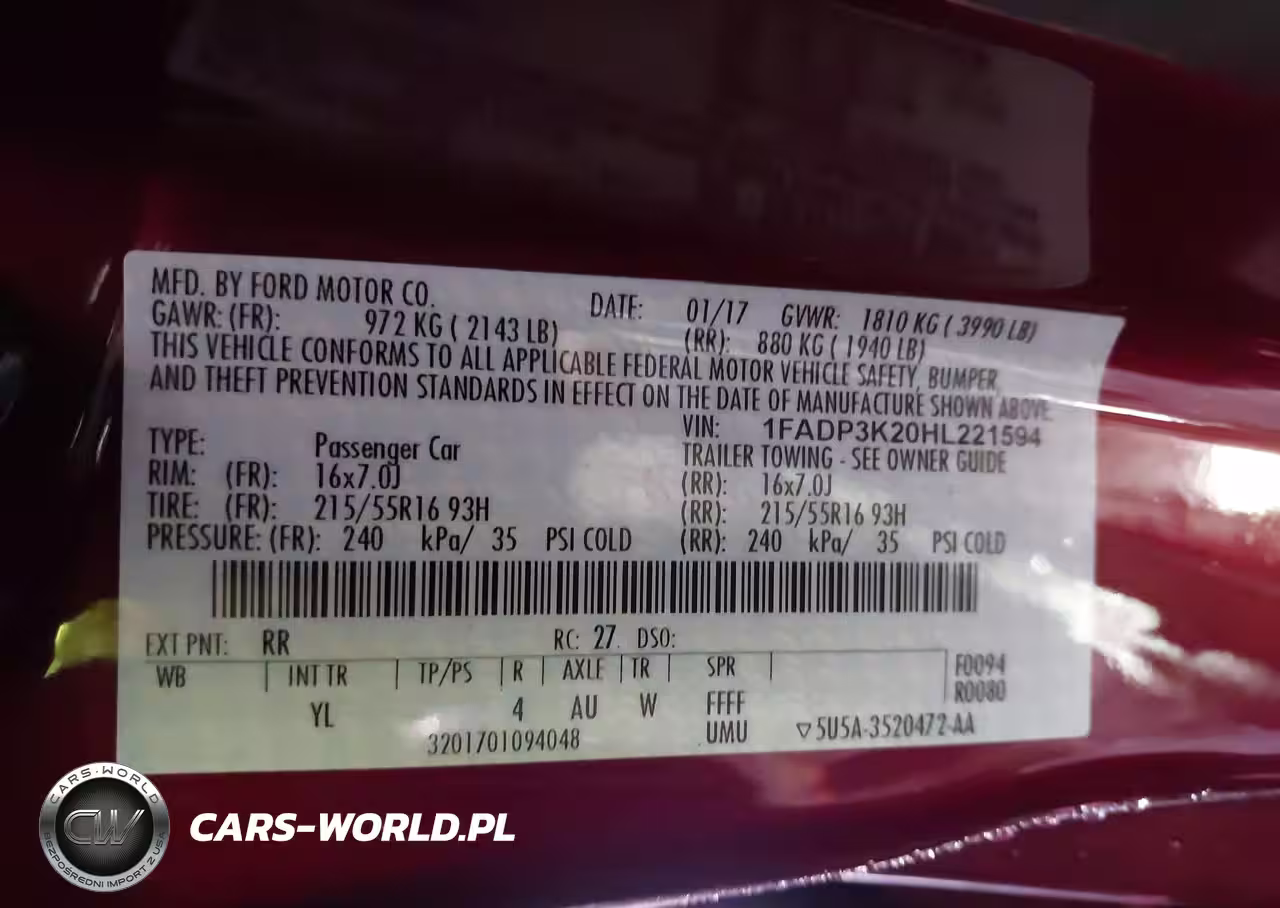 MFD. BY FORD MOTOR CO. DATE: 01/17 GVWR: 1810 KG ( 3990 LB)
GAWR: (FR): 972 KG ( 2143 LB) (RR): 880 KG ( 1940 LB)
THIS VEHICLE CONFORMS TO ALL APPLICABLE FEDERAL MOTOR VEHICLE SAFETY, BUMPER,
AND THEFT PREVENTION STANDARDS IN EFFECT ON THE DATE OF MANUFACTURE SHOWN ABOVE.
VIN: 1FADP3K20HL221594
TYPE: Passenger Car TRAILER TOWING - SEE OWNER GUIDE
RIM: (FR): 16x7.0J (RR): 16x7.0J
TIRE: (FR): 215/55R16 93H (RR): 215/55R16 93H
PRESSURE: (FR): 240 kPa/ 35 PSI COLD (RR): 240 kPa/ 35 PSI COLD
EXT PNT: RR RC: 27 DSO:
WB INT TR TP/PS R AXLE TR SPR F0094
R0080
YL 4 AU W FFFF
3201701094048 UMU ▽5U5A-3520472-AA
CARS-WORLD
CW
BEZPOŚREDNI IMPORT Z USA
CARS-WORLD.PL